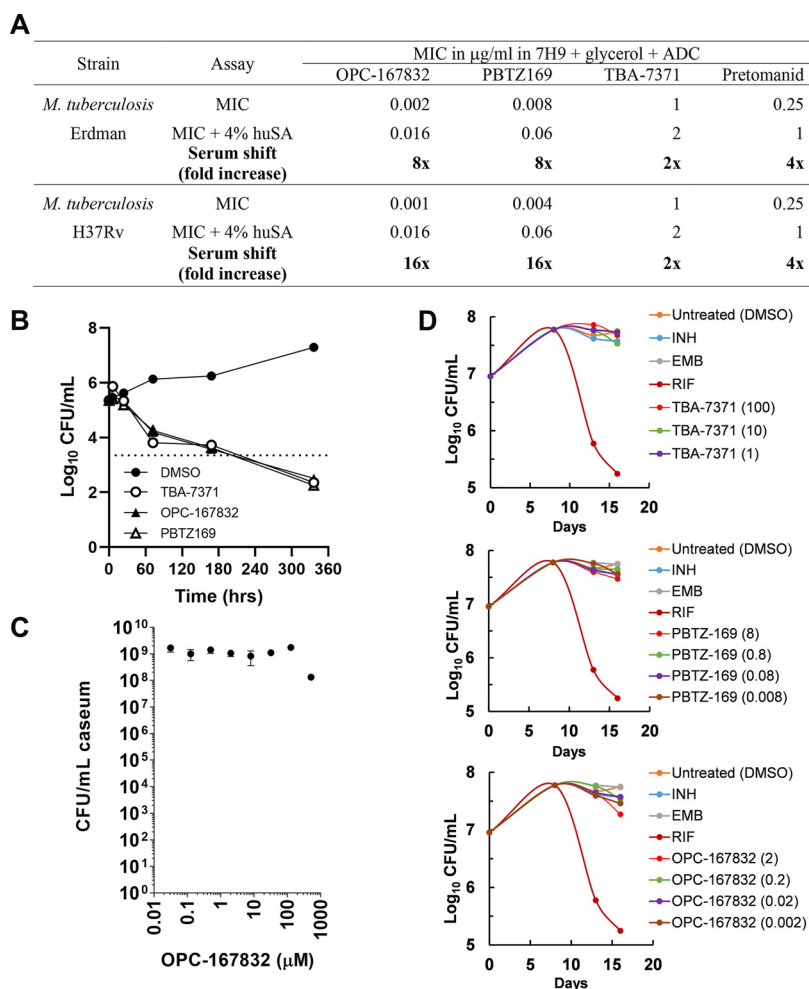 A
Strain Assay MIC in µg/ml in 7H9 + glycerol + ADC
OPC-167832 PBTZ169 TBA-7371 Pretomanid
M. tuberculosis MIC 0.002 0.008 1 0.25
Erdman MIC + 4% huSA 0.016 0.06 2 1
Serum shift
(fold increase) 8x 8x 2x 4x
M. tuberculosis MIC 0.001 0.004 1 0.25
H37Rv MIC + 4% huSA 0.016 0.06 2 1
Serum shift
(fold increase) 16x 16x 2x 4x
B
Log10 CFU/mL
8
6
4
2
0
DMSO
TBA-7371
OPC-167832
PBTZ169
0 60 120 180 240 300 360
Time (hrs)
C
CFU/mL caseum
10^10
10^9
10^8
10^7
10^6
10^5
10^4
10^3
10^2
10^1
10^0
0.01 0.1 1 10 100 1000
OPC-167832 (µM)
D
Log10 CFU/mL
8
7
6
5
0 5 10 15 20
Days
Untreated (DMSO)
INH
EMB
RIF
TBA-7371 (100)
TBA-7371 (10)
TBA-7371 (1)
Log10 CFU/mL
8
7
6
5
0 5 10 15 20
Days
Untreated (DMSO)
INH
EMB
RIF
PBTZ-169 (8)
PBTZ-169 (0.8)
PBTZ-169 (0.08)
PBTZ-169 (0.008)
Log10 CFU/mL
8
7
6
5
0 5 10 15 20
Days
Untreated (DMSO)
INH
EMB
RIF
OPC-167832 (2)
OPC-167832 (0.2)
OPC-167832 (0.02)
OPC-167832 (0.002)